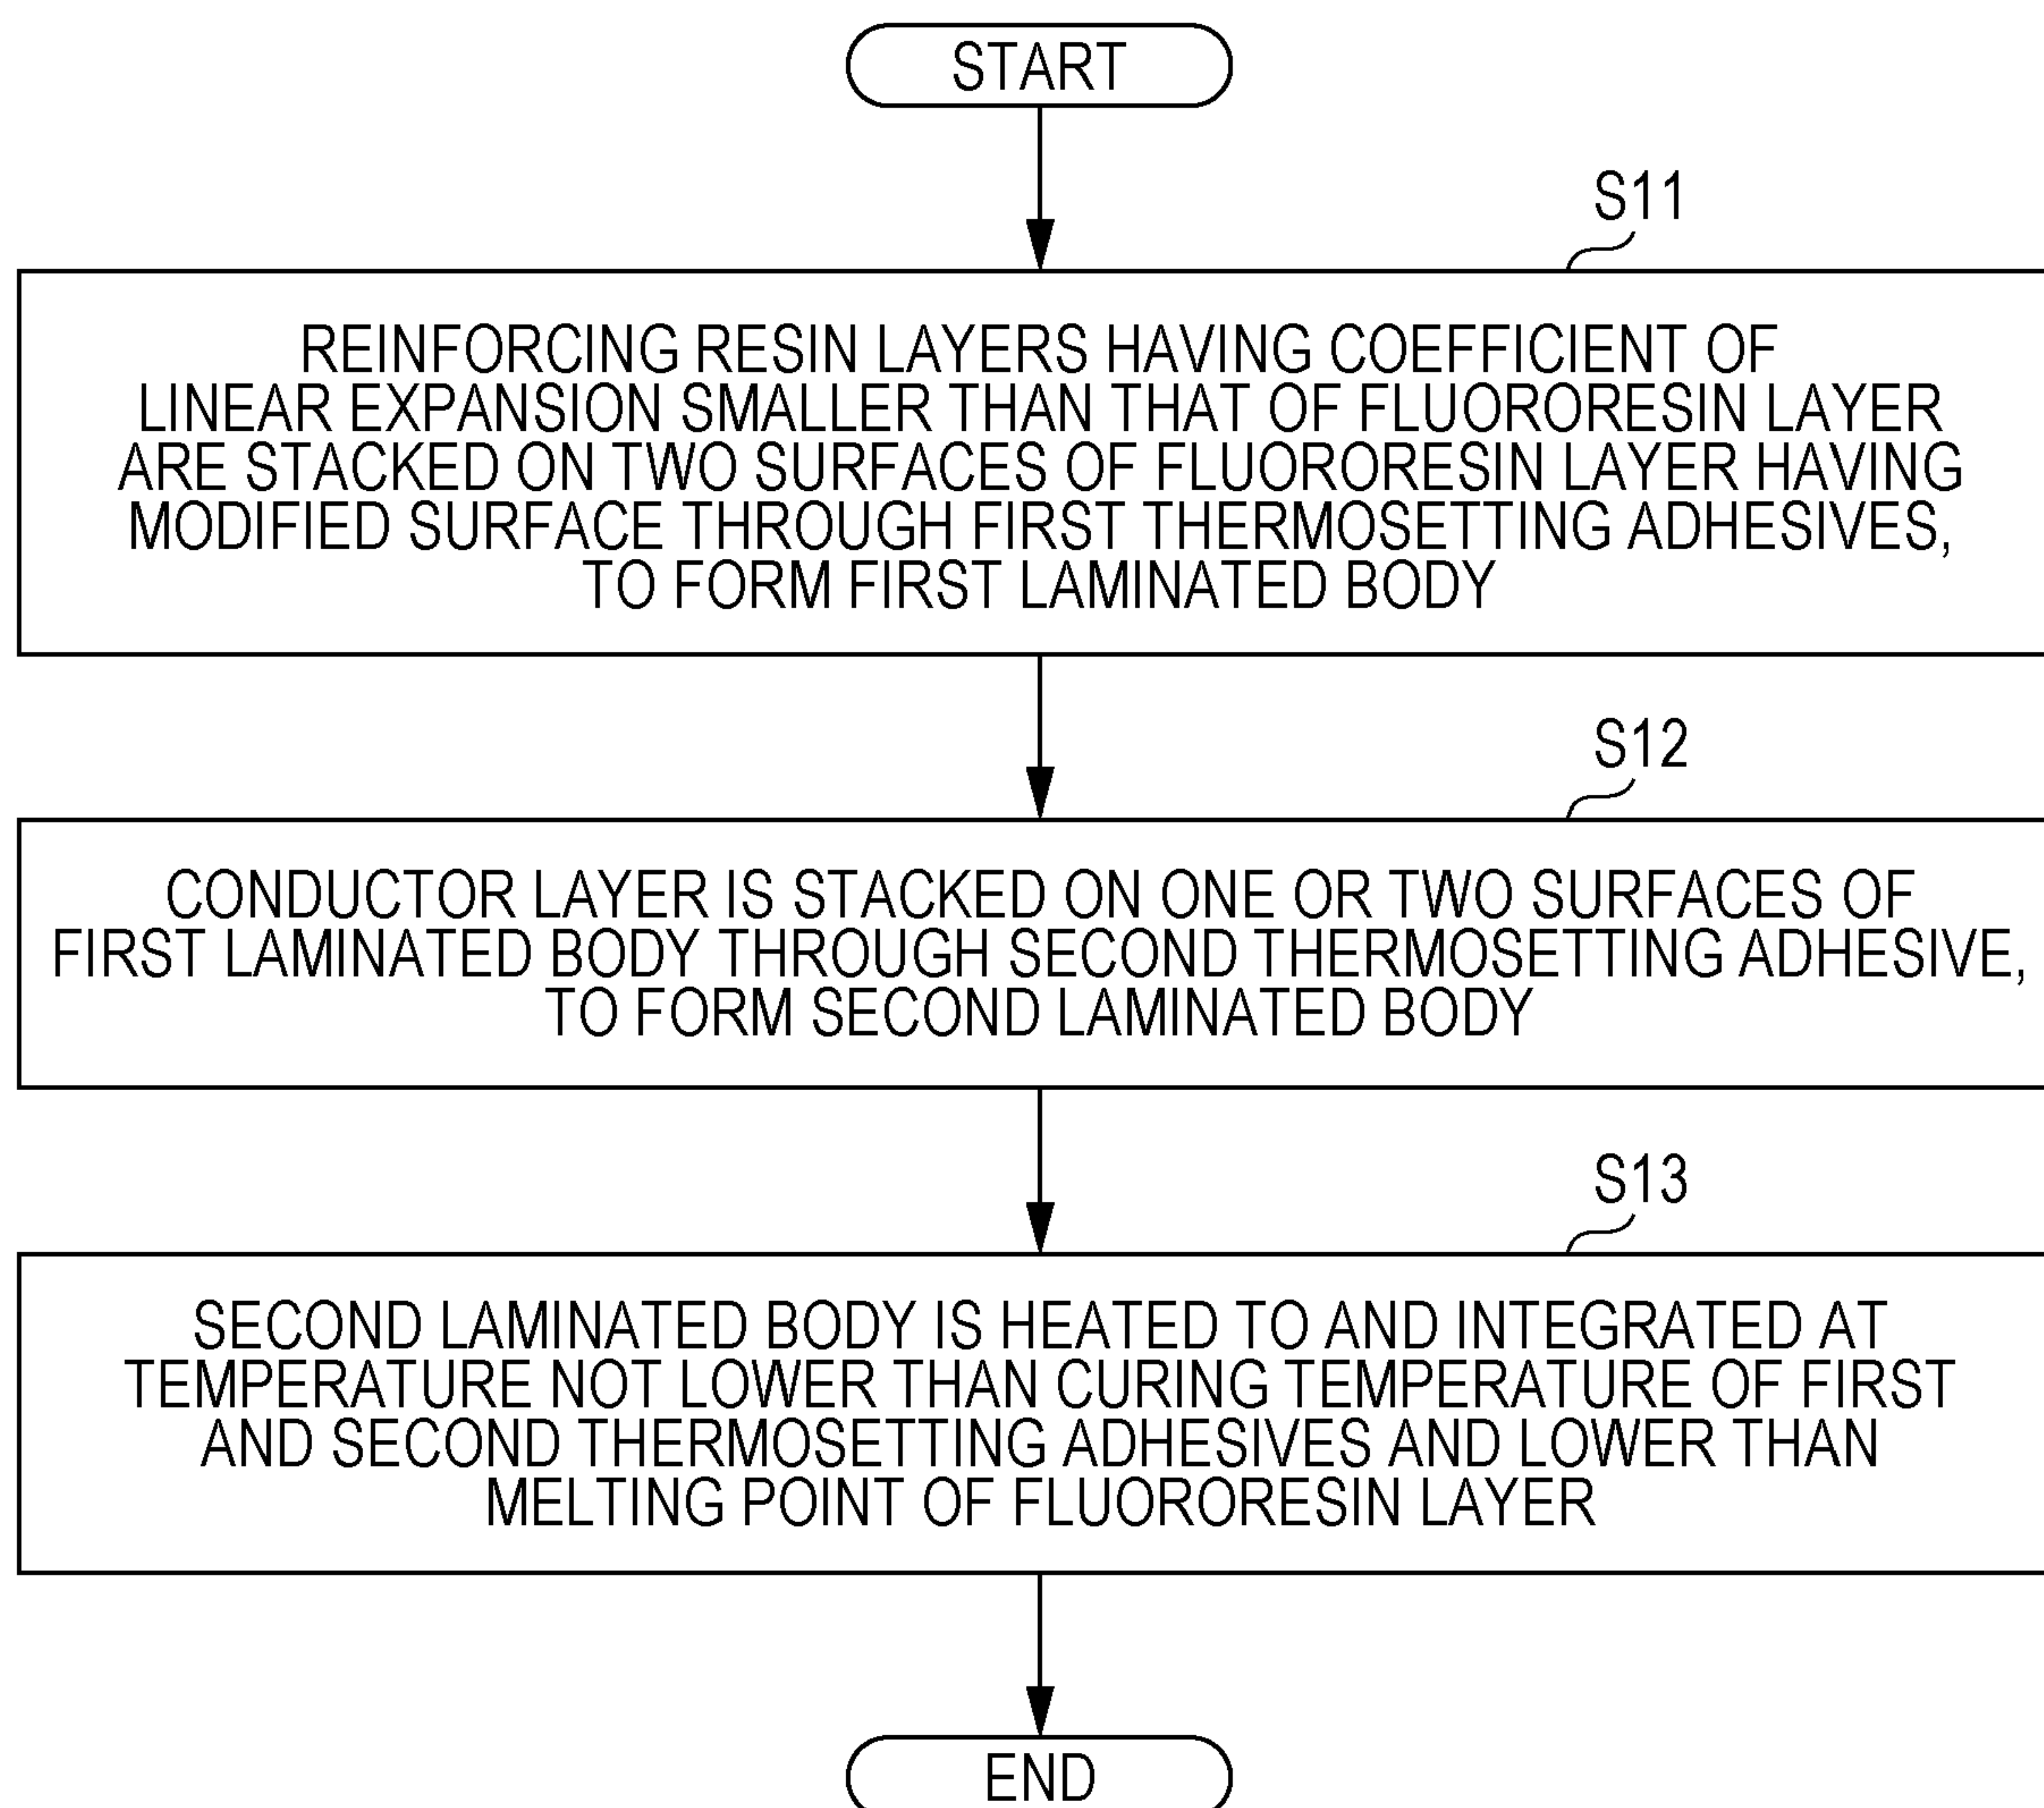 START
S11
REINFORCING RESIN LAYERS HAVING COEFFICIENT OF
LINEAR EXPANSION SMALLER THAN THAT OF FLUORORESIN LAYER
ARE STACKED ON TWO SURFACES OF FLUORORESIN LAYER HAVING
MODIFIED SURFACE THROUGH FIRST THERMOSETTING ADHESIVES,
TO FORM FIRST LAMINATED BODY
S12
CONDUCTOR LAYER IS STACKED ON ONE OR TWO SURFACES OF
FIRST LAMINATED BODY THROUGH SECOND THERMOSETTING ADHESIVE,
TO FORM SECOND LAMINATED BODY
S13
SECOND LAMINATED BODY IS HEATED TO AND INTEGRATED AT
TEMPERATURE NOT LOWER THAN CURING TEMPERATURE OF FIRST
AND SECOND THERMOSETTING ADHESIVES AND LOWER THAN
MELTING POINT OF FLUORORESIN LAYER
END